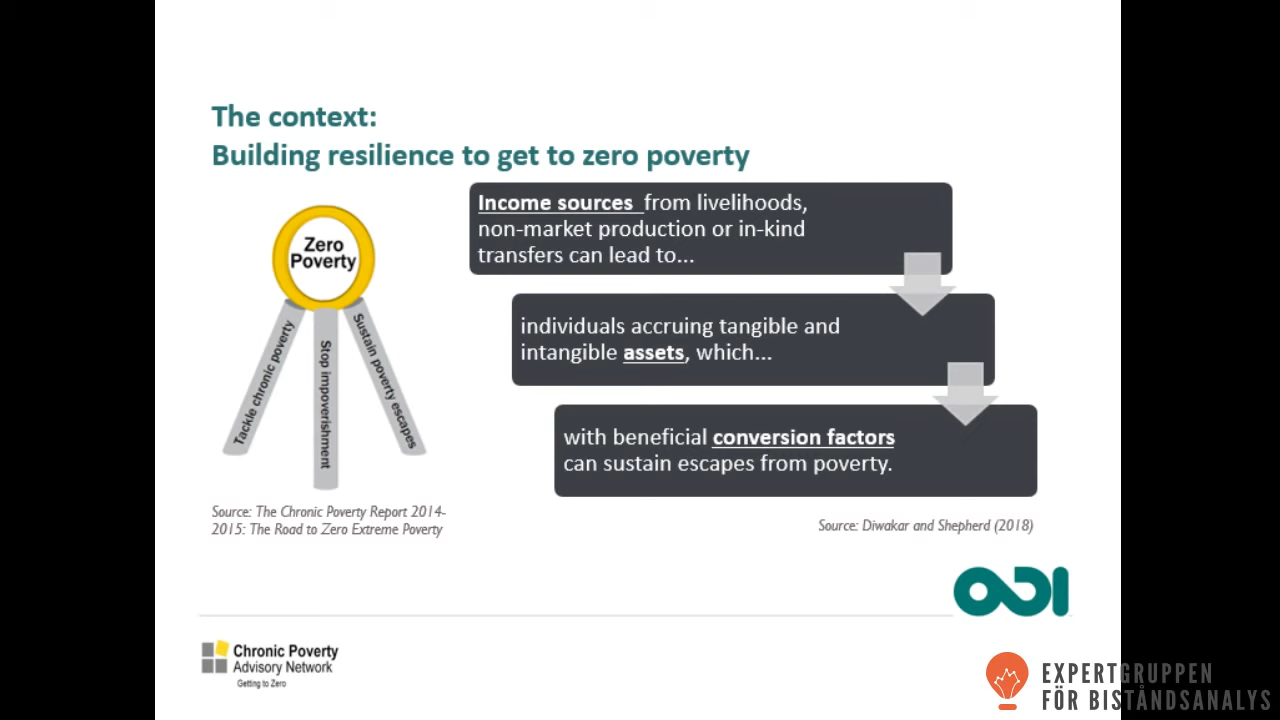 The context:
Building resilience to get to zero poverty
Zero
Poverty
Tackle chronic poverty
Stop impoverishment
Sustain poverty escapes
Source: The Chronic Poverty Report 2014-
2015: The Road to Zero Extreme Poverty
Income sources from livelihoods,
non-market production or in-kind
transfers can lead to...
individuals accruing tangible and
intangible assets, which...
with beneficial conversion factors
can sustain escapes from poverty.
Source: Diwakar and Shepherd (2018)
ODI
Chronic Poverty
Advisory Network
Getting to Zero
EXPERTGRUPPEN
FÖR BISTÅNDSANALYS